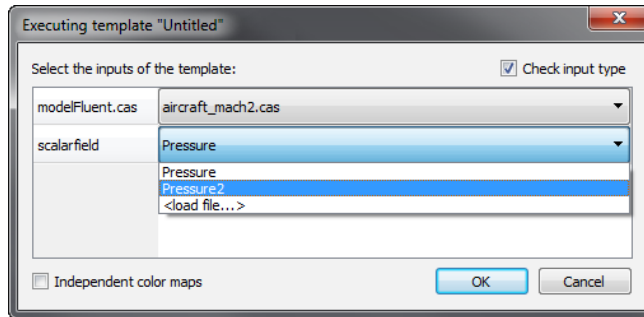 Executing template "Untitled"
Select the inputs of the template:
Check input type
modelFluent.cas
aircraft_mach2.cas
scalarfield
Pressure
Pressure
Pressure2
<load file...>
Independent color maps
OK
Cancel